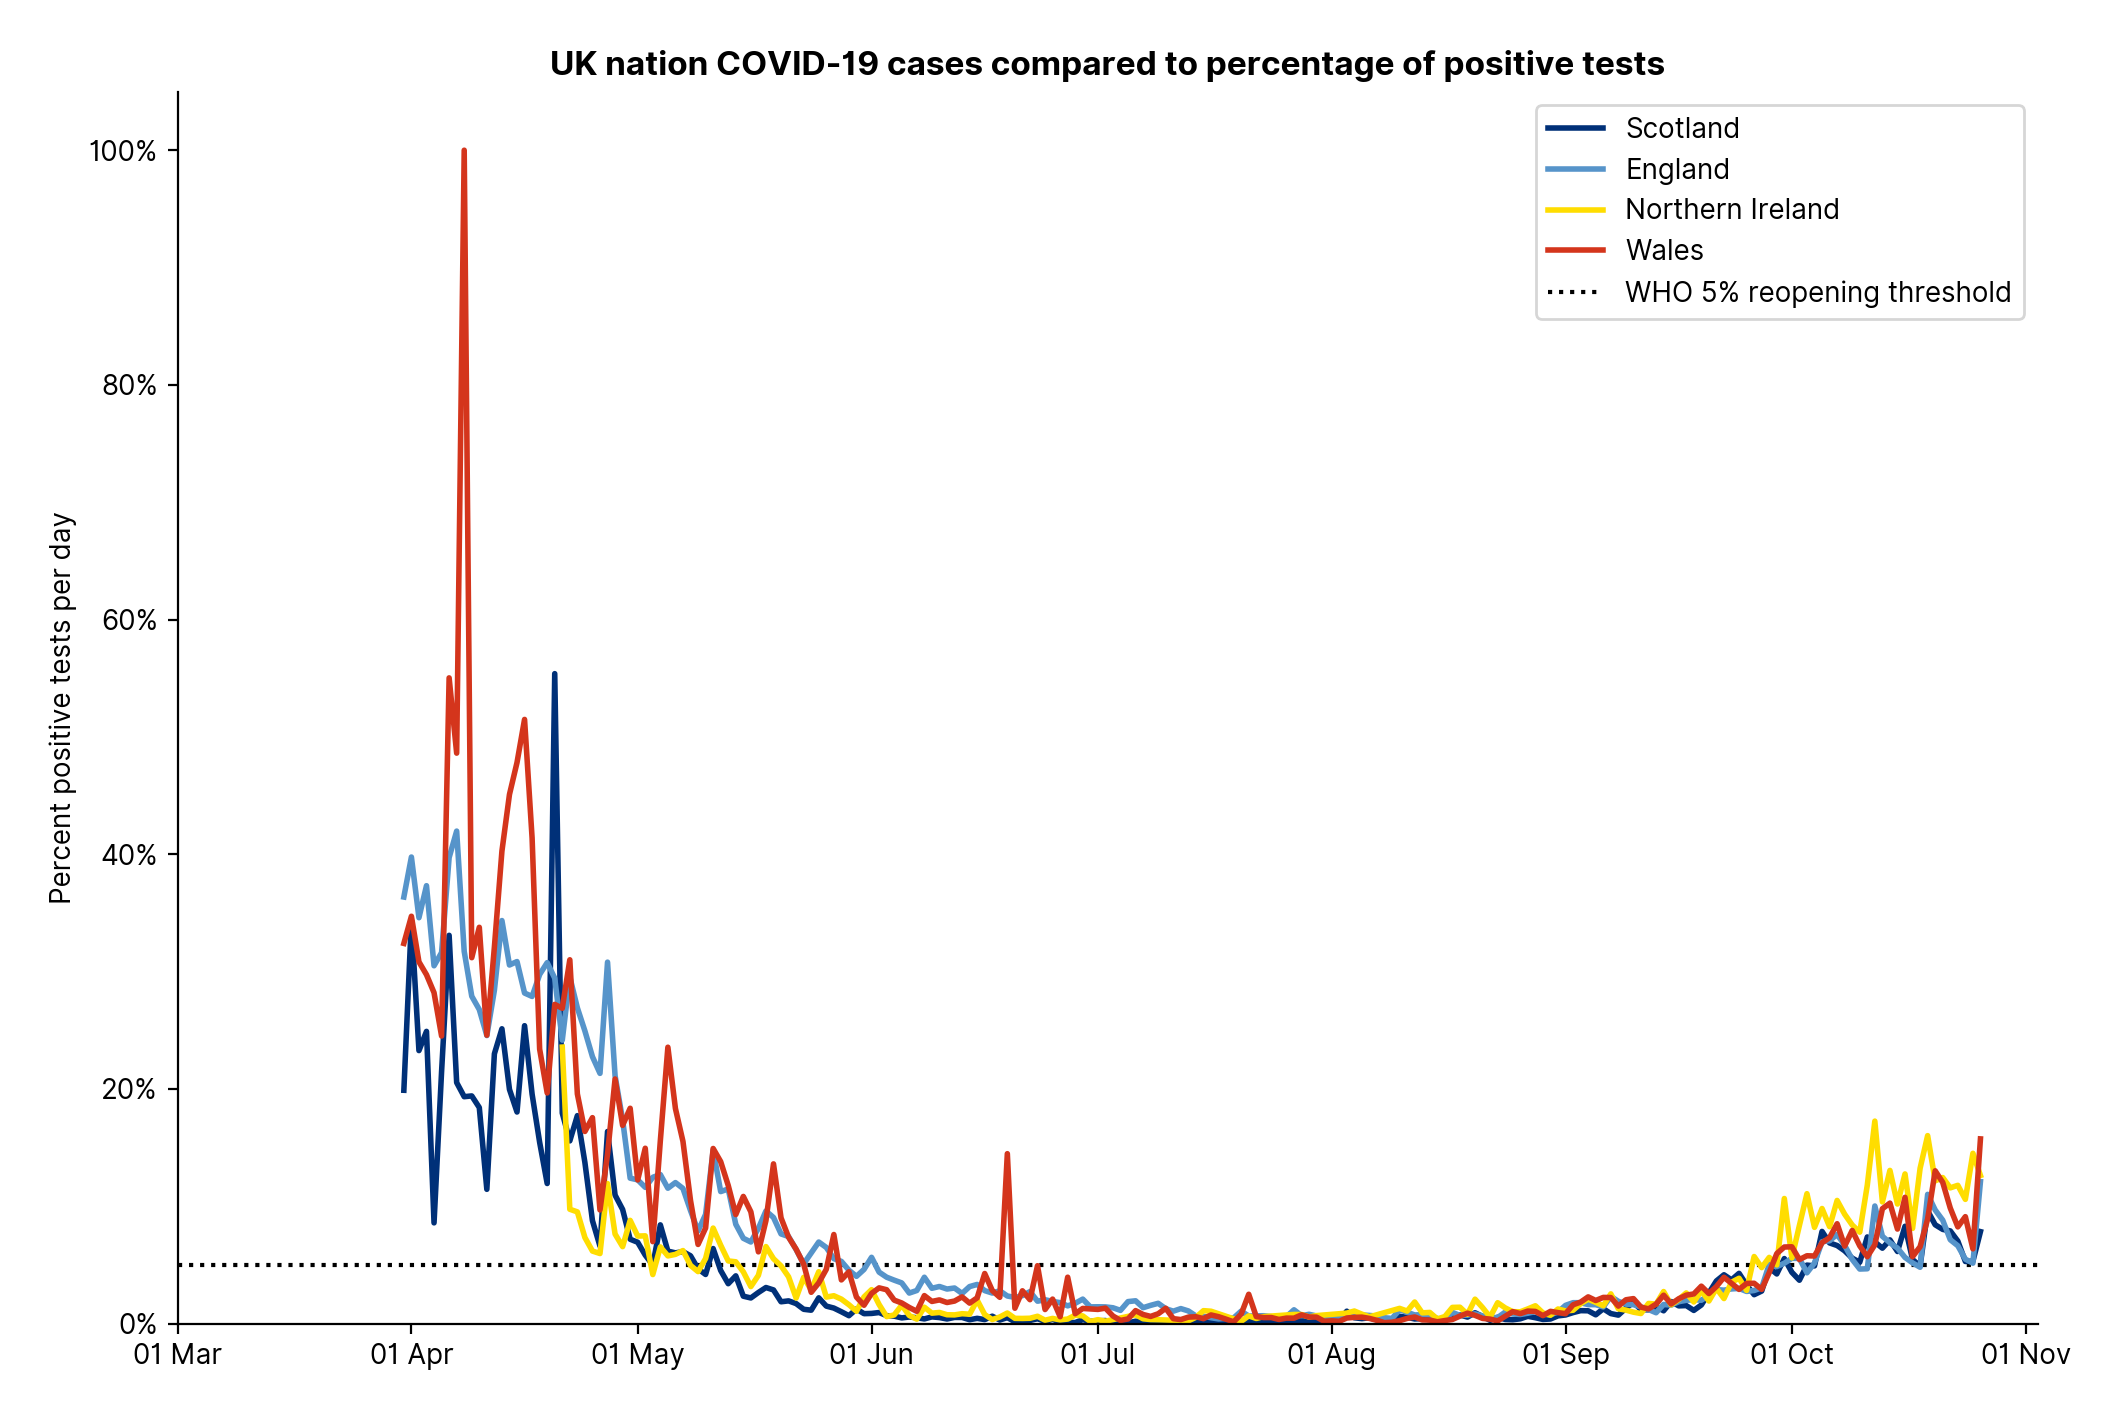 UK nation COVID-19 cases compared to percentage of positive tests
Scotland
England
Northern Ireland
Wales
WHO 5% reopening threshold
Percent positive tests per day
100%
80%
60%
40%
20%
0%
01 Mar
01 Apr
01 May
01 Jun
01 Jul
01 Aug
01 Sep
01 Oct
01 Nov